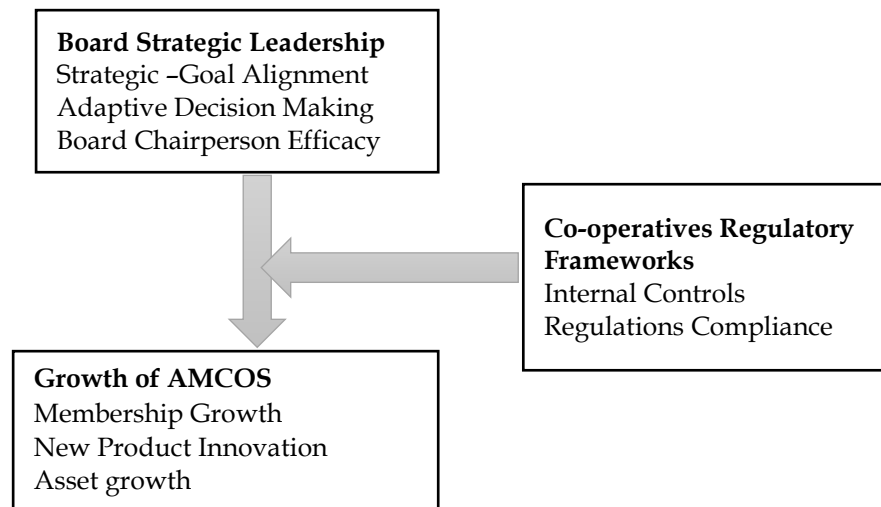 Board Strategic Leadership
Strategic –Goal Alignment
Adaptive Decision Making
Board Chairperson Efficacy
Co-operatives Regulatory
Frameworks
Internal Controls
Regulations Compliance
Growth of AMCOS
Membership Growth
New Product Innovation
Asset growth